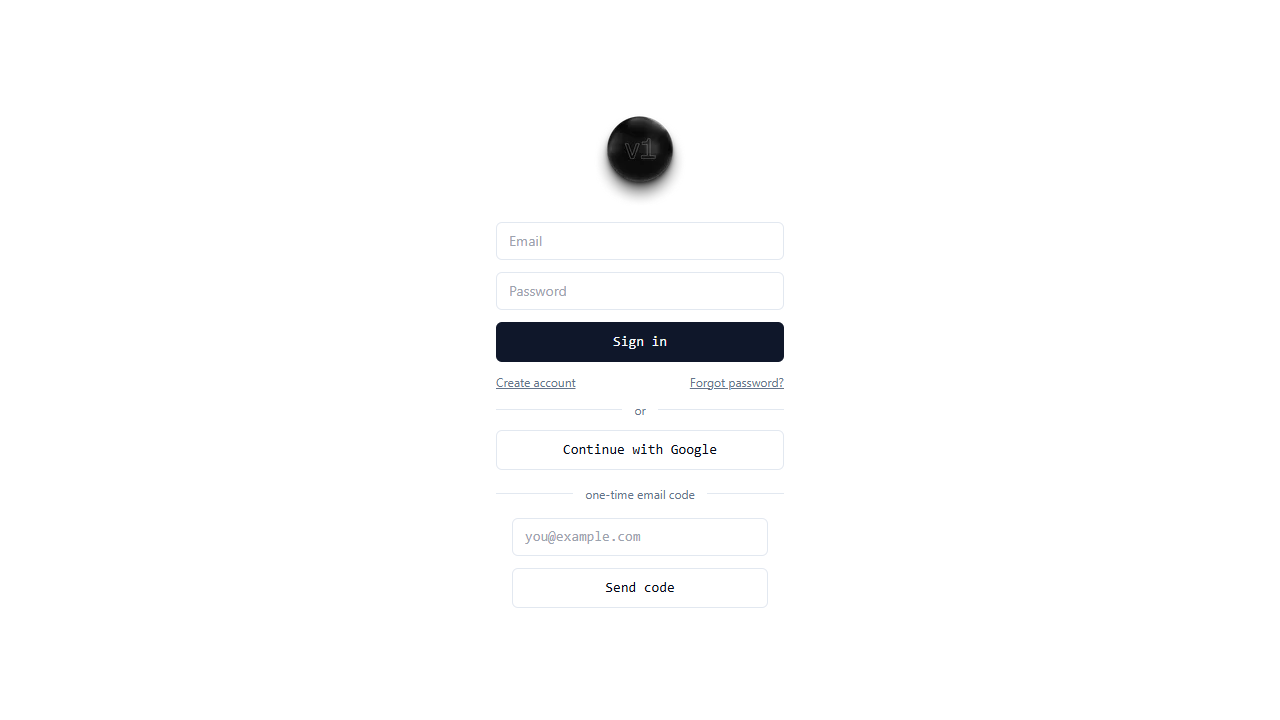 v1
Email
Password
Sign in
Create account Forgot password?
or
Continue with Google
one-time email code
you@example.com
Send code